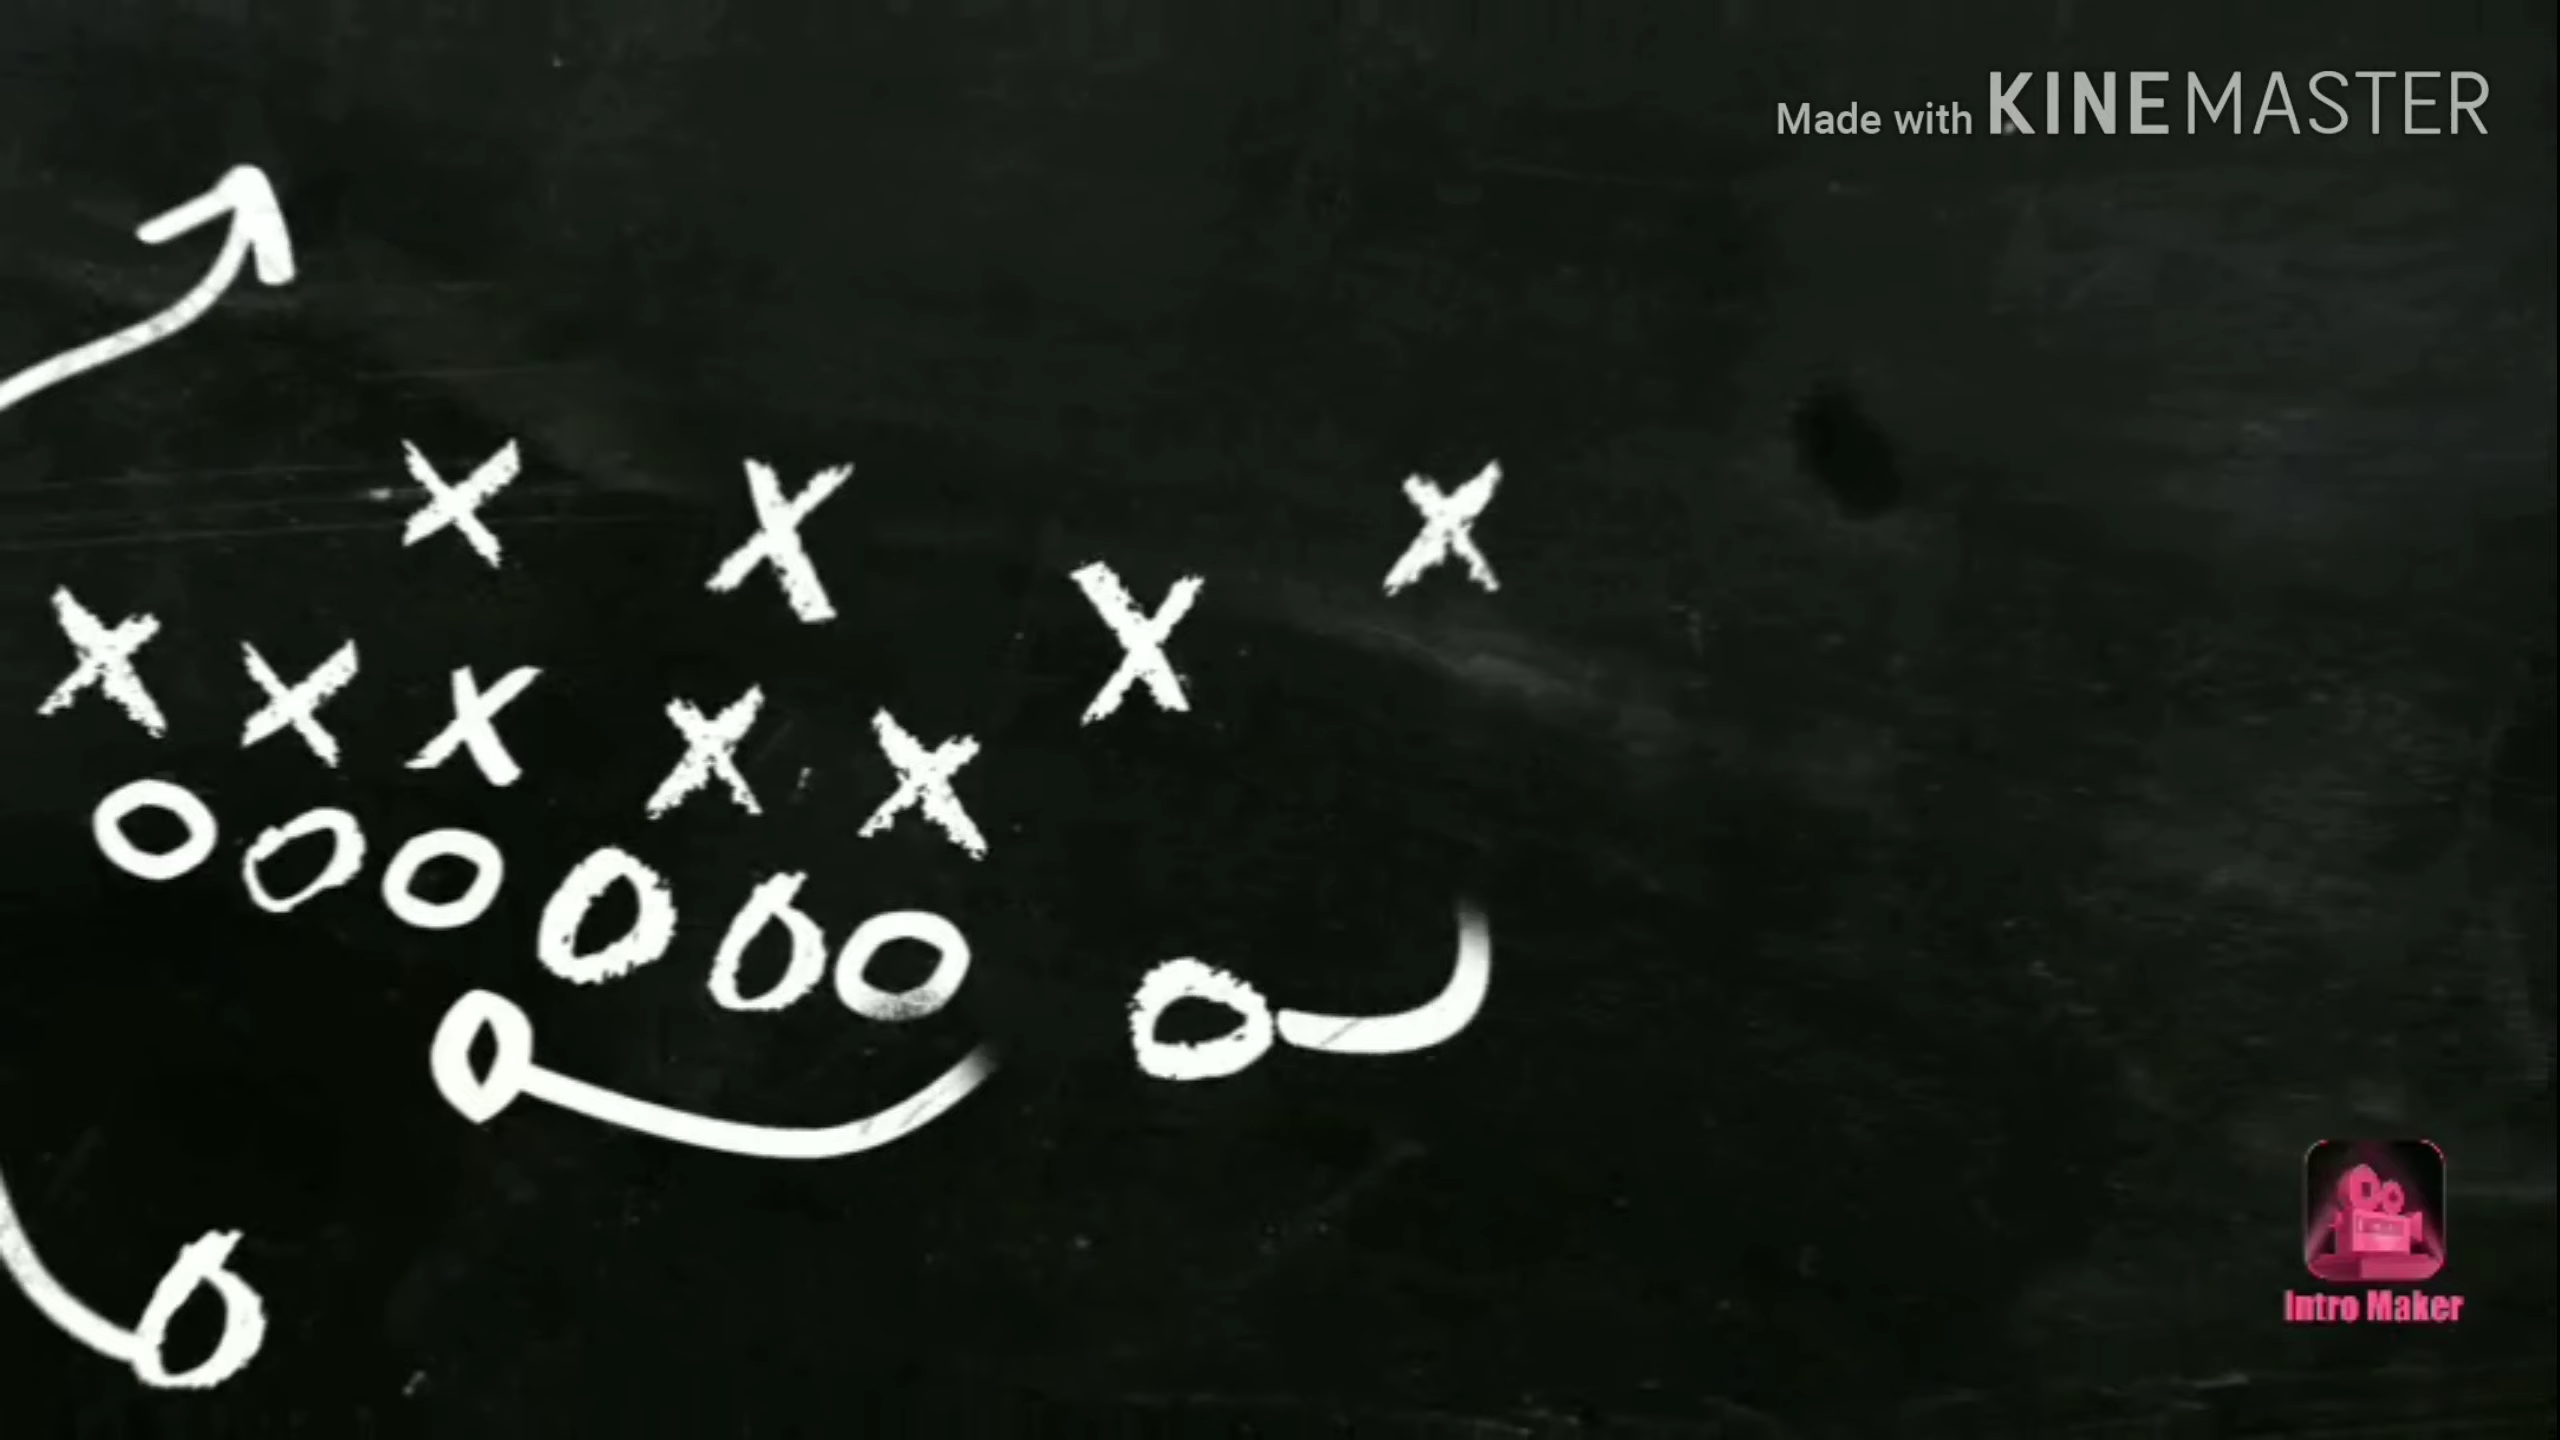 Made with KINEMASTER
X X X
X X X X X X
O O O O O O
O O
O
Intro Maker